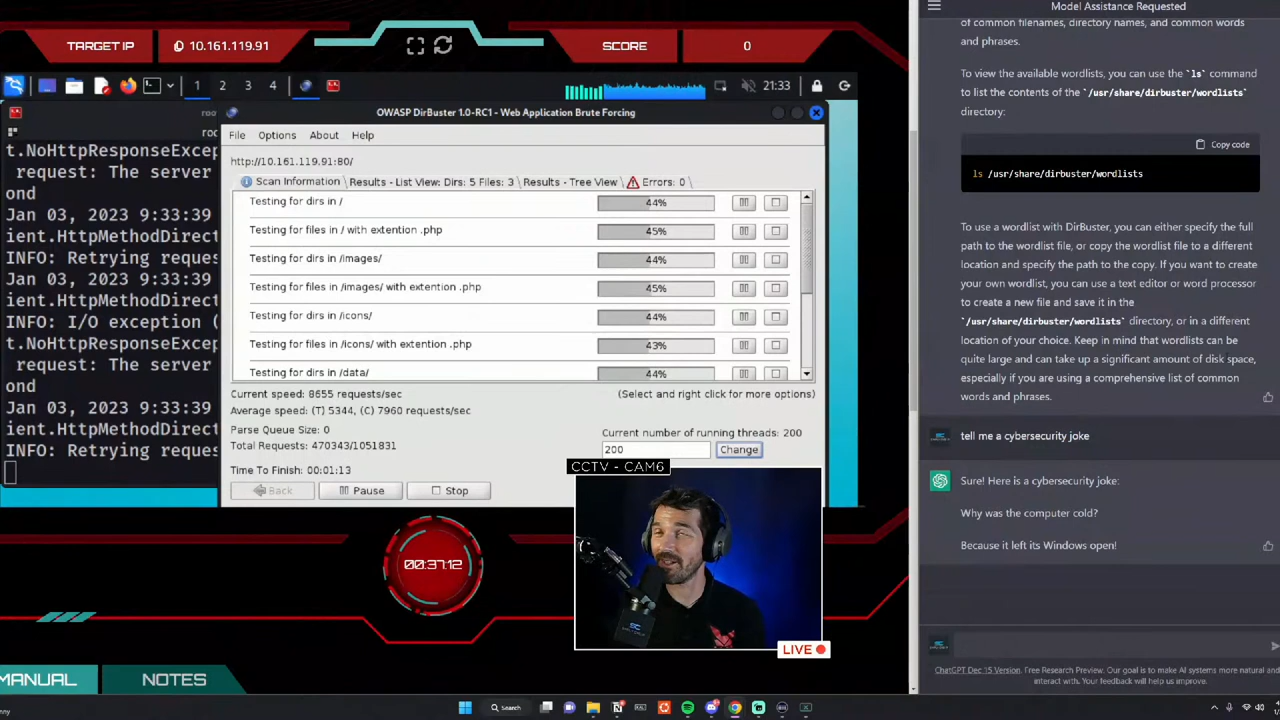 TARGET IP
10.161.119.91
SCORE
0
1
2
3
4
21:33
OWASP DirBuster 1.0-RC1 - Web Application Brute Forcing
File Options About Help
http://10.161.119.91:80/
Scan Information
Results - List View: Dirs: 5 Files: 3
Results - Tree View
Errors: 0
Testing for dirs in / 44%
Testing for files in / with extention .php 45%
Testing for dirs in /images/ 44%
Testing for files in /images/ with extention .php 45%
Testing for dirs in /icons/ 44%
Testing for files in /icons/ with extention .php 43%
Testing for dirs in /data/ 44%
Current speed: 8655 requests/sec
(Select and right click for more options)
Average speed: (T) 5344, (C) 7960 requests/sec
Parse Queue Size: 0
Current number of running threads: 200
Total Requests: 470343/1051831
200 Change
Time To Finish: 00:01:13
Back Pause Stop
t.NoHttpResponseExcep
request: The server
ond
Jan 03, 2023 9:33:39
ient.HttpMethodDirect
INFO: Retrying reques
Jan 03, 2023 9:33:39
ient.HttpMethodDirect
INFO: I/O exception (
t.NoHttpResponseExcep
request: The server
ond
Jan 03, 2023 9:33:39
ient.HttpMethodDirect
INFO: Retrying reques
CCTV - CAM6
00:37:12
LIVE
MANUAL
NOTES
Model Assistance Requested
of common filenames, directory names, and common words
and phrases.
To view the available wordlists, you can use the `ls` command
to list the contents of the `/usr/share/dirbuster/wordlists`
directory:
Copy code
ls /usr/share/dirbuster/wordlists
To use a wordlist with DirBuster, you can either specify the full
path to the wordlist file, or copy the wordlist file to a different
location and specify the path to the copy. If you want to create
your own wordlist, you can use a text editor or word processor
to create a new file and save it in the
`/usr/share/dirbuster/wordlists` directory, or in a different
location of your choice. Keep in mind that wordlists can be
quite large and can take up a significant amount of disk space,
especially if you are using a comprehensive list of common
words and phrases.
tell me a cybersecurity joke
Sure! Here is a cybersecurity joke:
Why was the computer cold?
Because it left its Windows open!
ChatGPT Dec 15 Version. Free Research Preview. Our goal is to make AI systems more natural and
interact with. Your feedback will help us improve.
Search